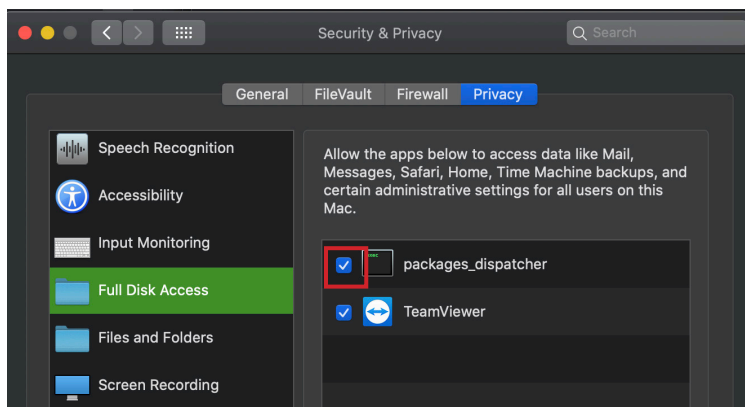 Security & Privacy
Search
General
FileVault
Firewall
Privacy
Speech Recognition
Accessibility
Input Monitoring
Full Disk Access
Files and Folders
Screen Recording
Allow the apps below to access data like Mail,
Messages, Safari, Home, Time Machine backups, and
certain administrative settings for all users on this
Mac.
exec
packages_dispatcher
TeamViewer